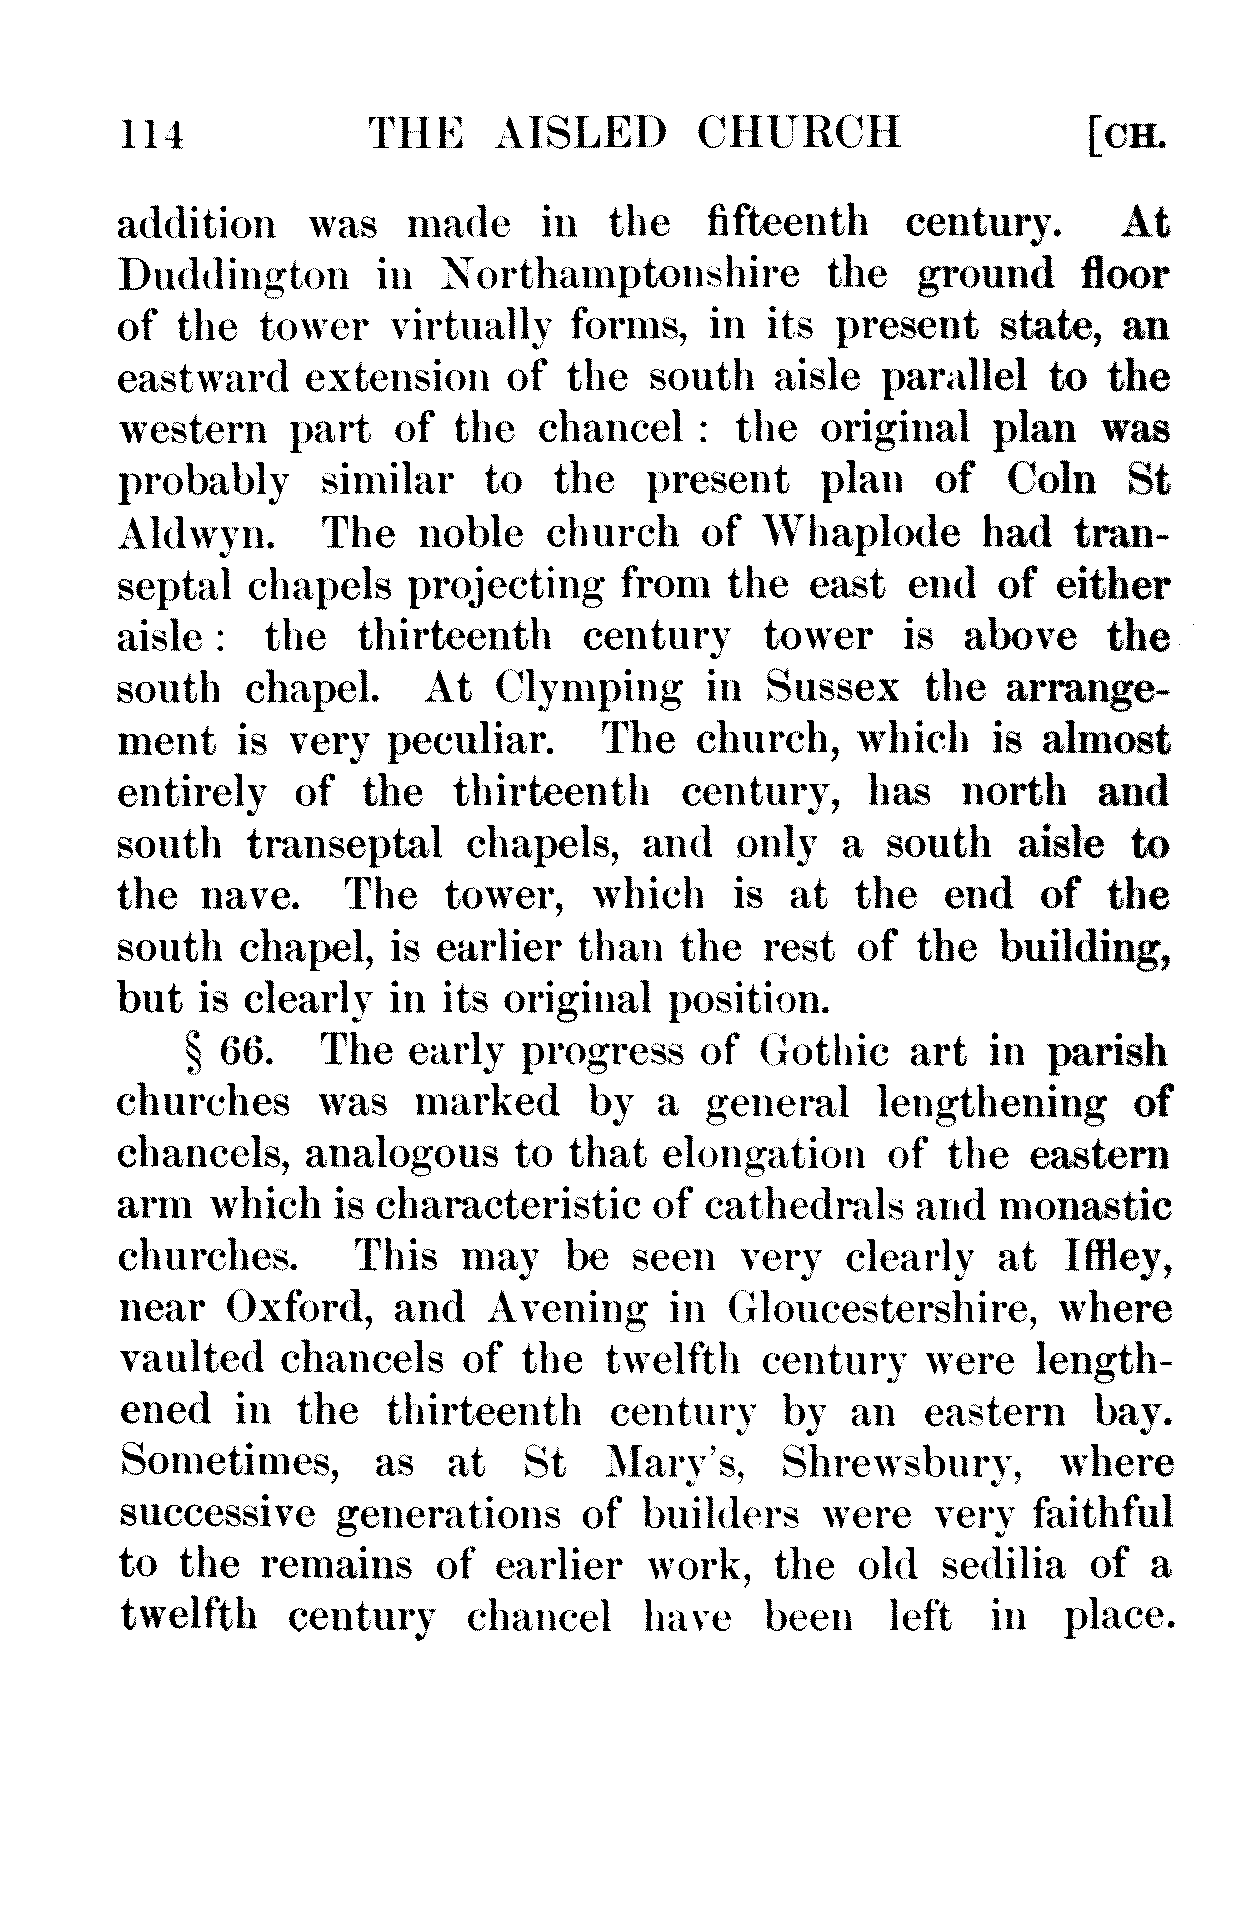 114 THE AISLED CHURCH [CH.
addition was made in the fifteenth century. At
Duddington in Northamptonshire the ground floor
of the tower virtually forms, in its present state, an
eastward extension of the south aisle parallel to the
western part of the chancel : the original plan was
probably similar to the present plan of Coln St
Aldwyn. The noble church of Whaplode had tran-
septal chapels projecting from the east end of either
aisle : the thirteenth century tower is above the
south chapel. At Clymping in Sussex the arrange-
ment is very peculiar. The church, which is almost
entirely of the thirteenth century, has north and
south transeptal chapels, and only a south aisle to
the nave. The tower, which is at the end of the
south chapel, is earlier than the rest of the building,
but is clearly in its original position.
§ 66. The early progress of Gothic art in parish
churches was marked by a general lengthening of
chancels, analogous to that elongation of the eastern
arm which is characteristic of cathedrals and monastic
churches. This may be seen very clearly at Iffley,
near Oxford, and Avening in Gloucestershire, where
vaulted chancels of the twelfth century were length-
ened in the thirteenth century by an eastern bay.
Sometimes, as at St Mary's, Shrewsbury, where
successive generations of builders were very faithful
to the remains of earlier work, the old sedilia of a
twelfth century chancel have been left in place.